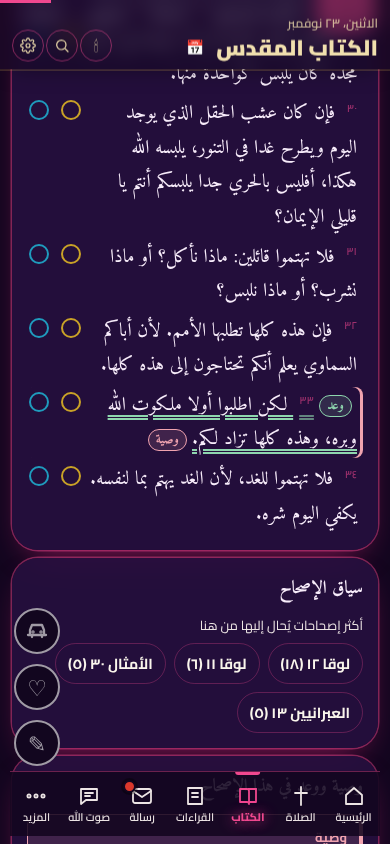 الاثنين، ٢٣ نوفمبر
الكتاب المقدس
مجده كان يلبس كواحدة منها.
٣٠ فإن كان عشب الحقل الذي يوجد
اليوم ويطرح غدا في التنور، يلبسه الله
هكذا، أفليس بالحري جدا يلبسكم أنتم يا
قليلي الإيمان؟
٣١ فلا تهتموا قائلين: ماذا نأكل؟ أو ماذا
نشرب؟ أو ماذا نلبس؟
٣٢ فإن هذه كلها تطلبها الأمم. لأن أباكم
السماوي يعلم أنكم تحتاجون إلى هذه كلها.
وعد ٣٣ لكن اطلبوا أولا ملكوت الله
وبره، وهذه كلها تزاد لكم. وصية
٣٤ فلا تهتموا للغد، لأن الغد يهتم بما لنفسه.
يكفي اليوم شره.
سياق الإصحاح
أكثر إصحاحات يُحال إليها من هنا
لوقا ١٢ (١٨) لوقا ١١ (٦) الأمثال ٣٠ (٥)
العبرانيين ١٣ (٥)
وصية ووعد في هذا الإصحاح
الرئيسية الصلاة الكتاب القراءات رسالة صوت الله المزيد
وصية